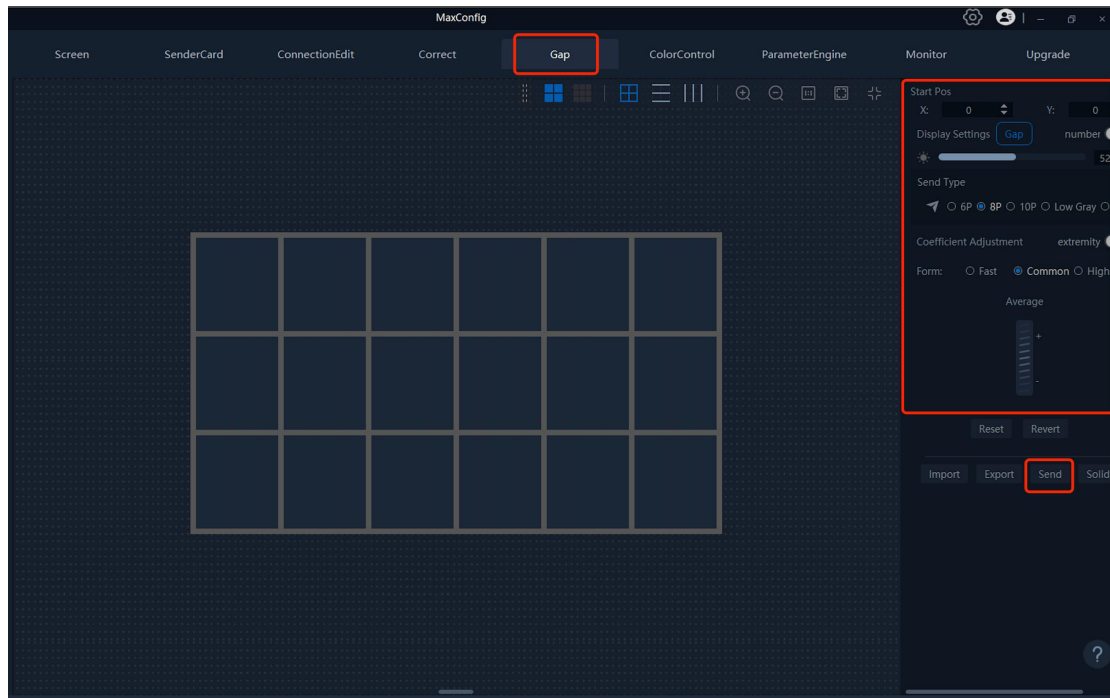 MaxConfig
Screen SenderCard ConnectionEdit Correct Gap ColorControl ParameterEngine Monitor Upgrade
1:1
Start Pos
X: 0 Y: 0
Display Settings Gap number
52
Send Type
6P 8P 10P Low Gray
Coefficient Adjustment extremity
Form: Fast Common High
Average
+
-
Reset Revert
Import Export Send Solid
?